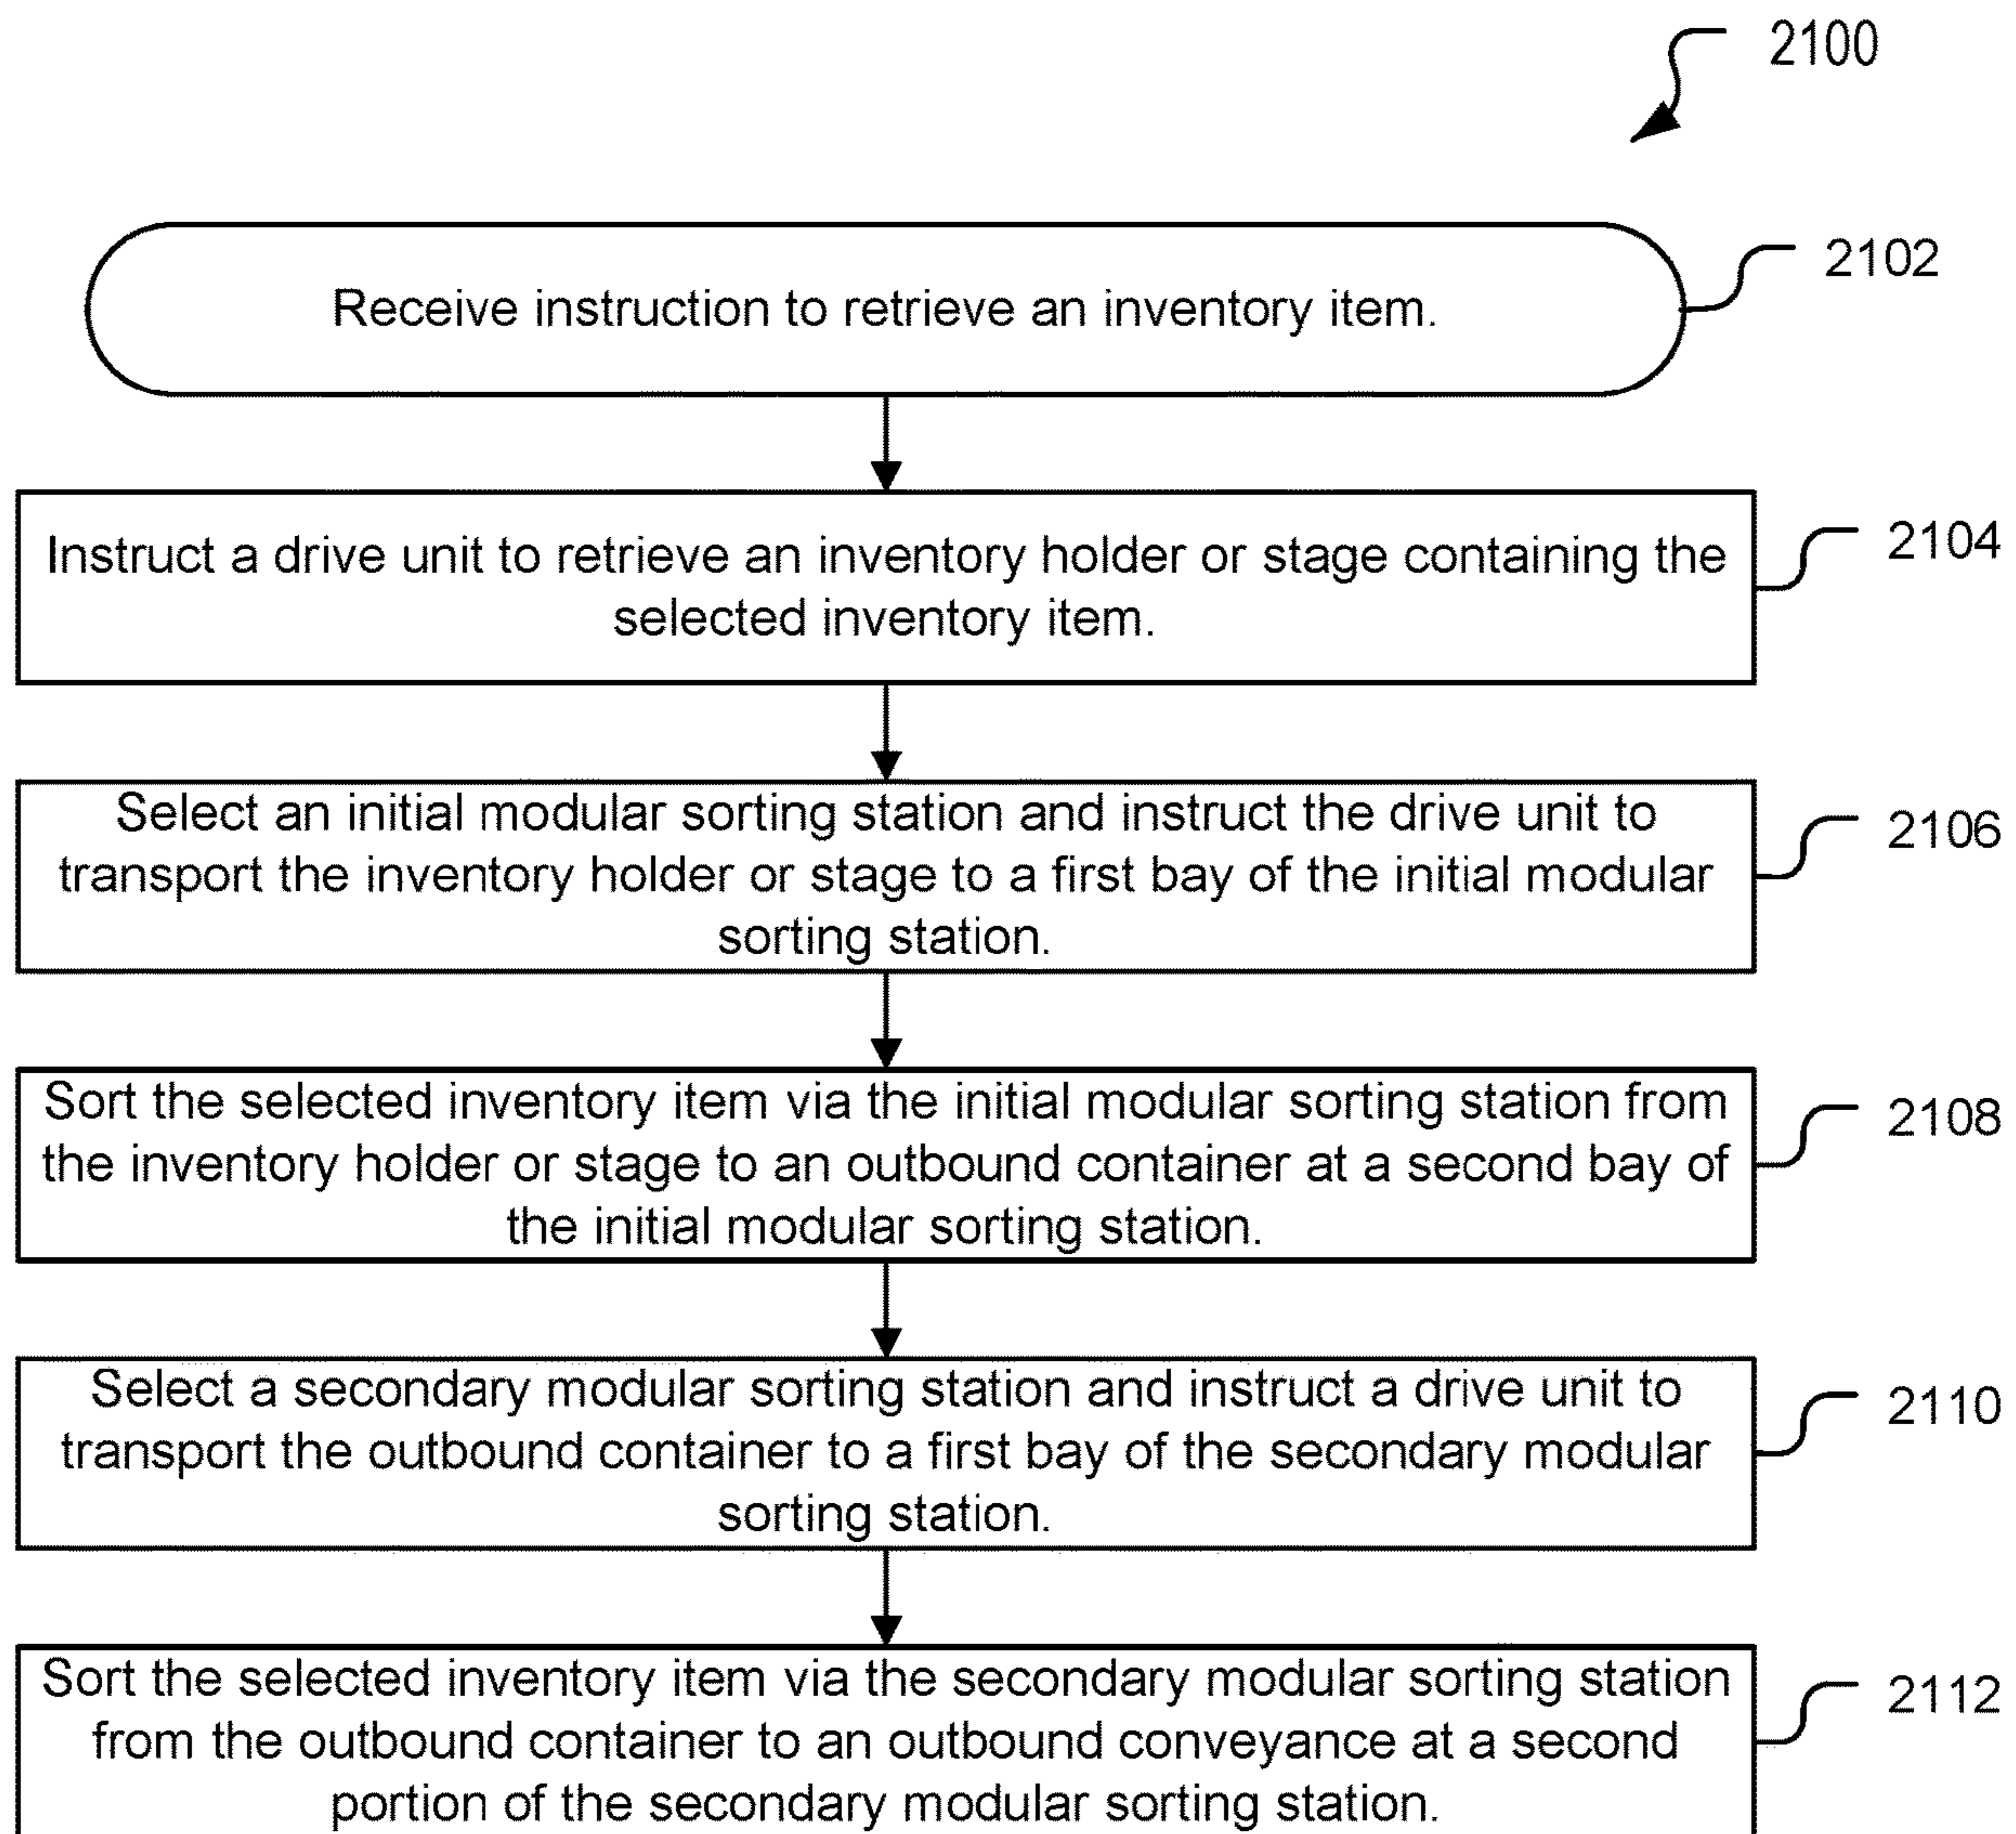 2100
Receive instruction to retrieve an inventory item.
2102
Instruct a drive unit to retrieve an inventory holder or stage containing the
selected inventory item.
2104
Select an initial modular sorting station and instruct the drive unit to
transport the inventory holder or stage to a first bay of the initial modular
sorting station.
2106
Sort the selected inventory item via the initial modular sorting station from
the inventory holder or stage to an outbound container at a second bay of
the initial modular sorting station.
2108
Select a secondary modular sorting station and instruct a drive unit to
transport the outbound container to a first bay of the secondary modular
sorting station.
2110
Sort the selected inventory item via the secondary modular sorting station
from the outbound container to an outbound conveyance at a second
portion of the secondary modular sorting station.
2112